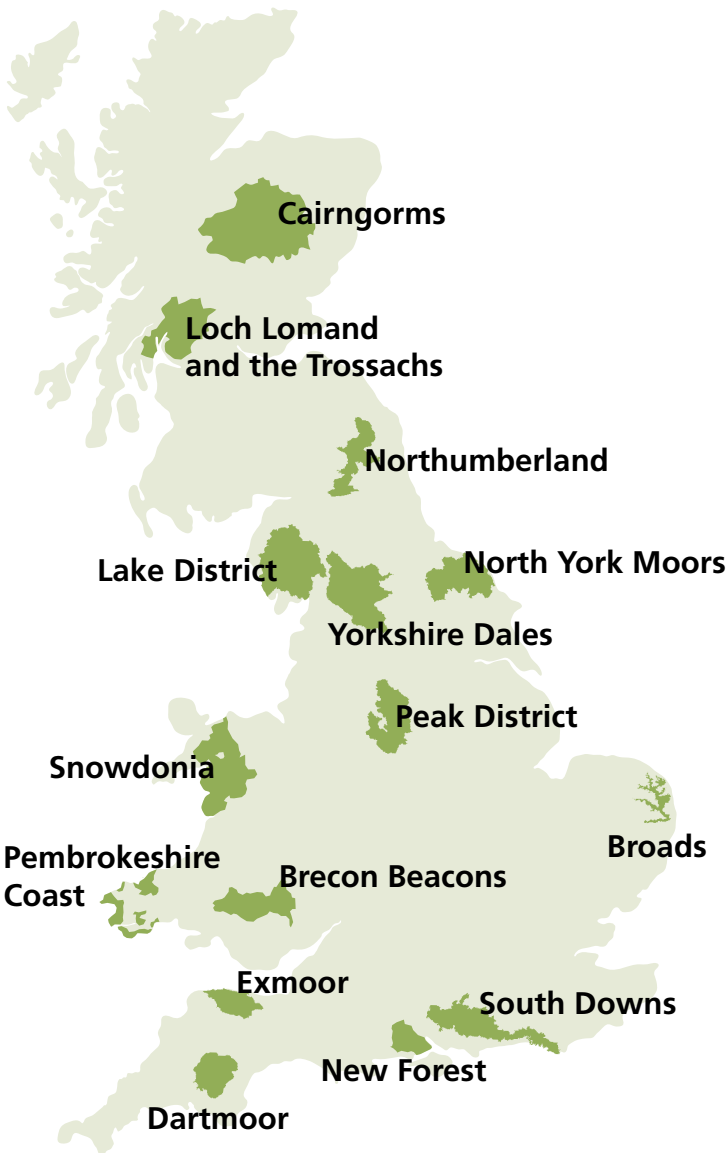 Cairngorms
Loch Lomand
and the Trossachs
Northumberland
Lake District
North York Moors
Yorkshire Dales
Peak District
Snowdonia
Broads
Pembrokeshire
Coast
Brecon Beacons
Exmoor
South Downs
New Forest
Dartmoor